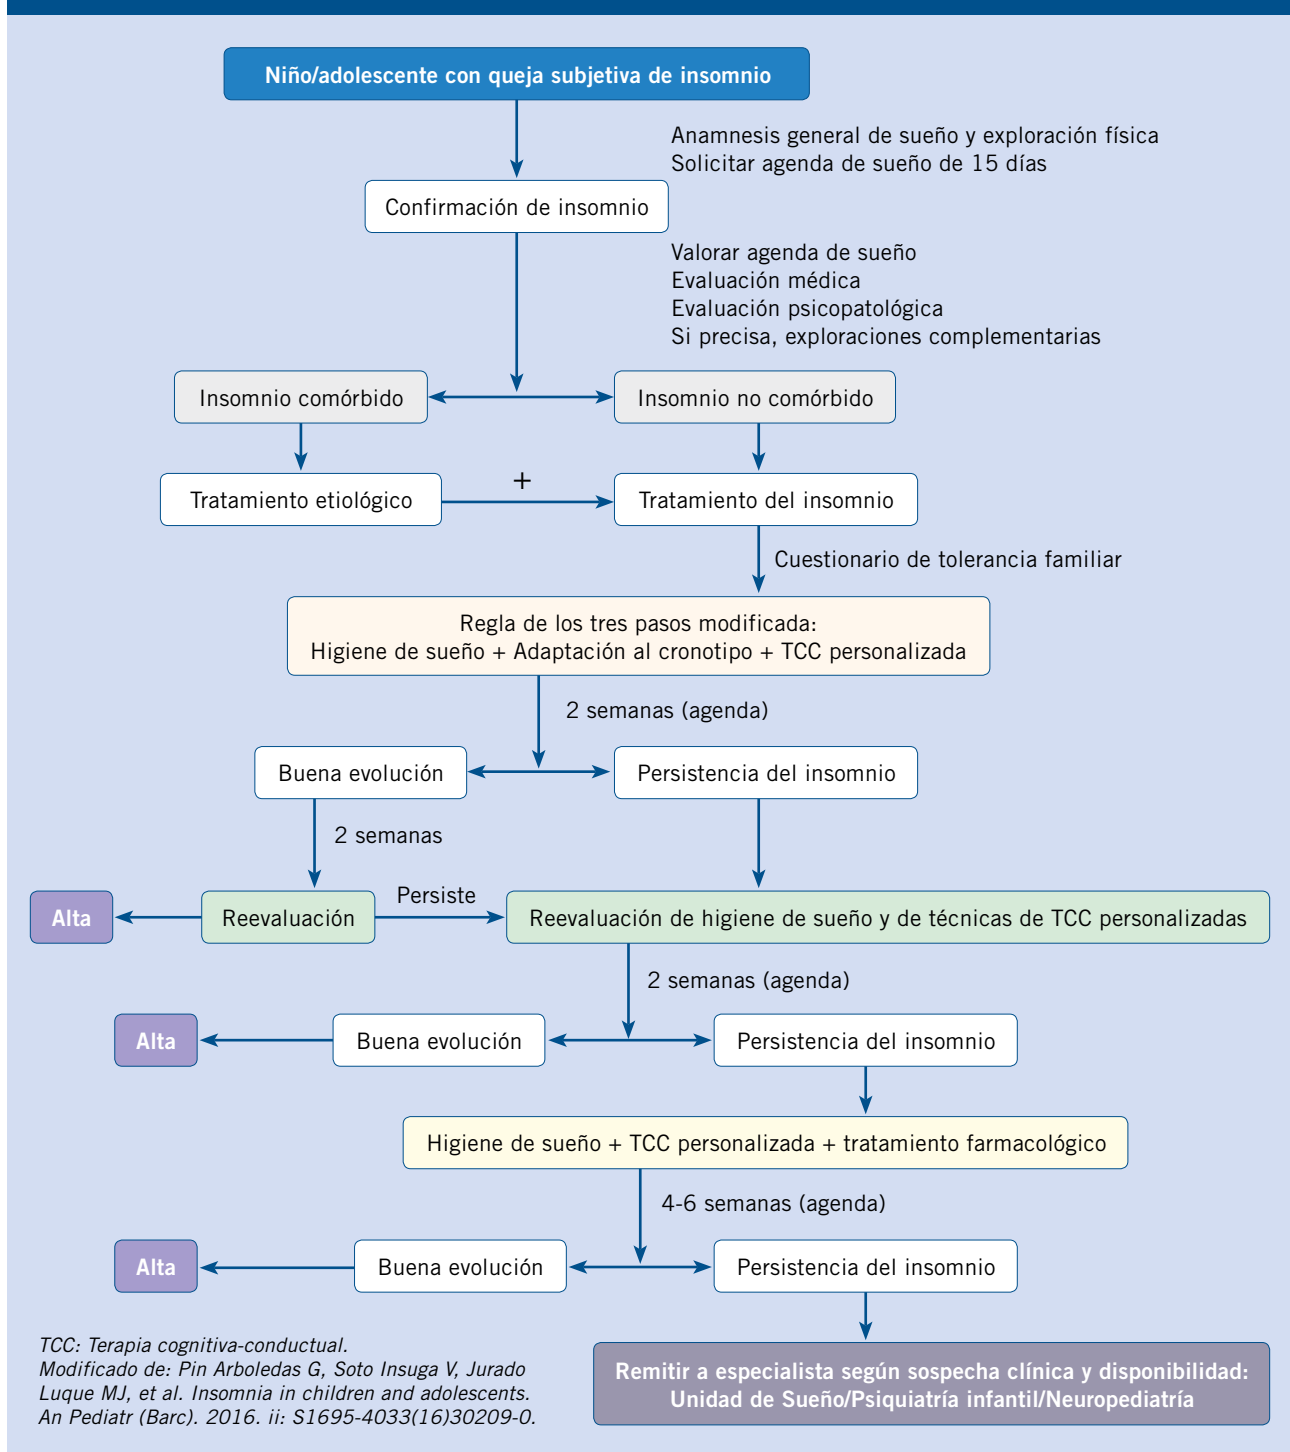 Niño/adolescente con queja subjetiva de insomnio
Anamnesis general de sueño y exploración física
Solicitar agenda de sueño de 15 días
Confirmación de insomnio
Valorar agenda de sueño
Evaluación médica
Evaluación psicopatológica
Si precisa, exploraciones complementarias
Insomnio comórbido
Insomnio no comórbido
Tratamiento etiológico
+
Tratamiento del insomnio
Cuestionario de tolerancia familiar
Regla de los tres pasos modificada:
Higiene de sueño + Adaptación al cronotipo + TCC personalizada
2 semanas (agenda)
Buena evolución
Persistencia del insomnio
2 semanas
Alta
Reevaluación
Persiste
Reevaluación de higiene de sueño y de técnicas de TCC personalizadas
2 semanas (agenda)
Alta
Buena evolución
Persistencia del insomnio
Higiene de sueño + TCC personalizada + tratamiento farmacológico
4-6 semanas (agenda)
Alta
Buena evolución
Persistencia del insomnio
Remitir a especialista según sospecha clínica y disponibilidad:
Unidad de Sueño/Psiquiatría infantil/Neuropediatría
TCC: Terapia cognitiva-conductual.
Modificado de: Pin Arboledas G, Soto Insuga V, Jurado
Luque MJ, et al. Insomnia in children and adolescents.
An Pediatr (Barc). 2016. ii: S1695-4033(16)30209-0.